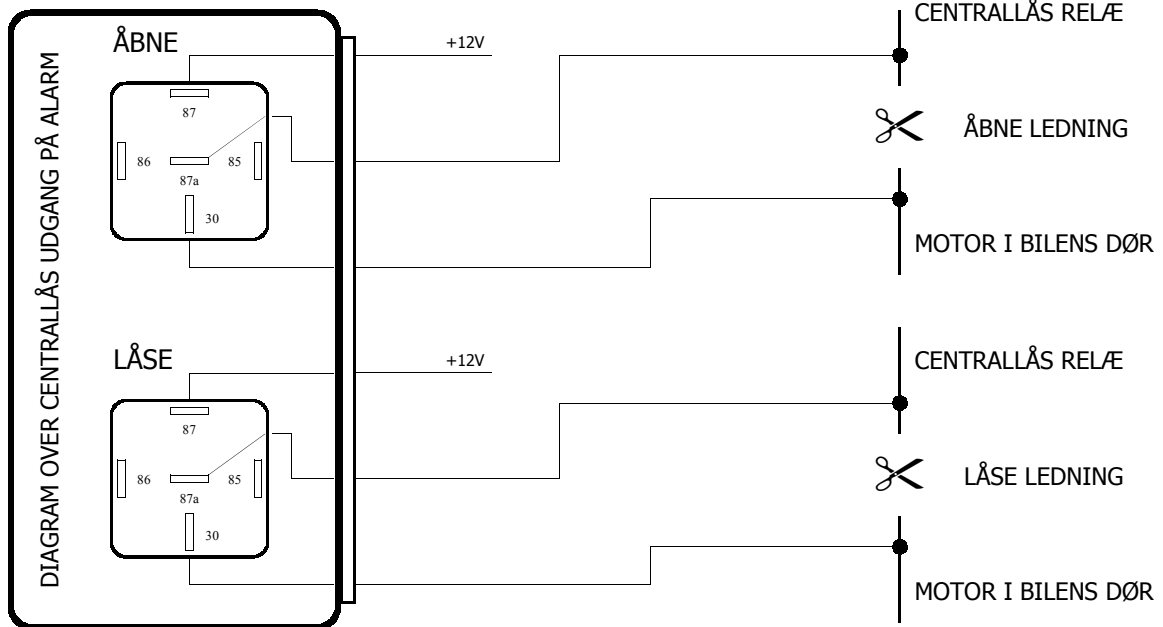 DIAGRAM OVER CENTRALLÅS UDGANG PÅ ALARM
ÅBNE
87
86
85
87a
30
+12V
CENTRALLÅS RELÆ
ÅBNE LEDNING
MOTOR I BILENS DØR
LÅSE
87
86
85
87a
30
+12V
CENTRALLÅS RELÆ
LÅSE LEDNING
MOTOR I BILENS DØR